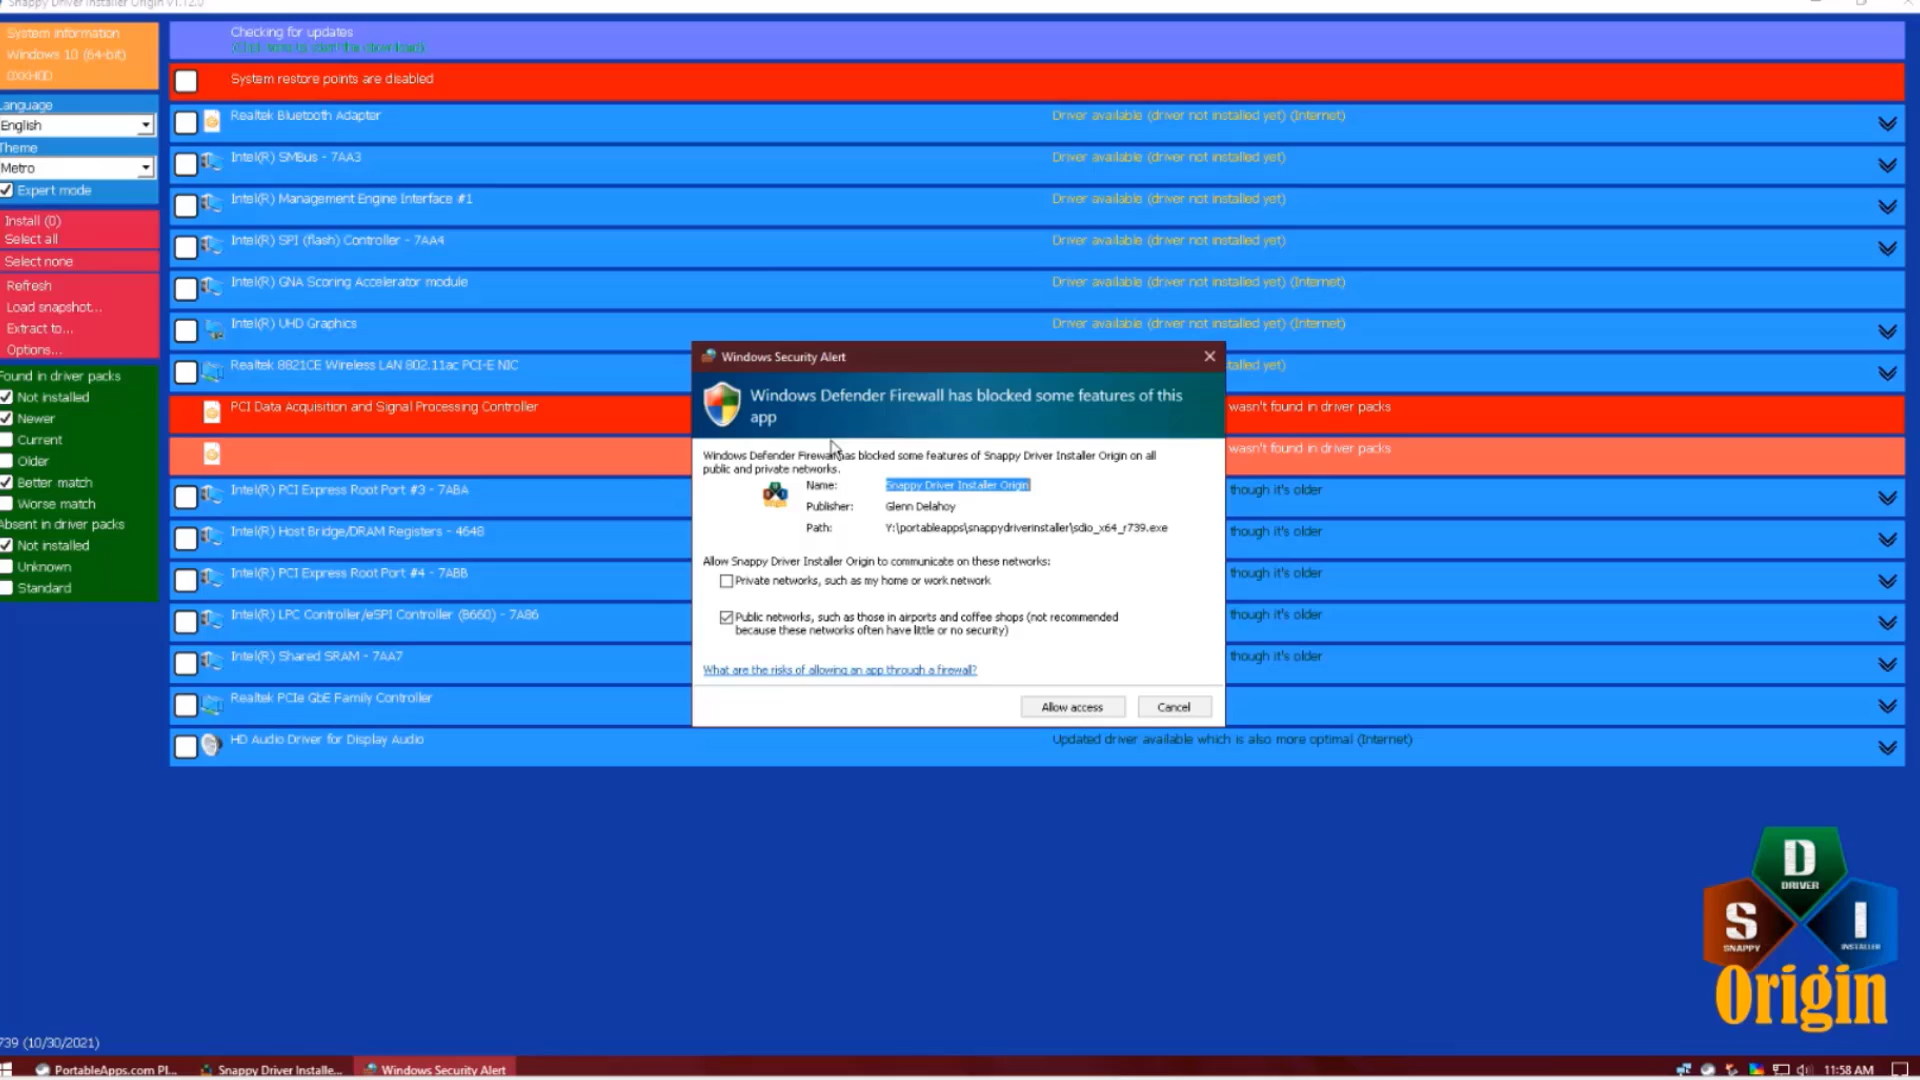 Snappy Driver Installer Origin v1.12.0
System information
Windows 10 (64-bit)
Language
English
Theme
Metro
Expert mode
Install (0)
Select all
Select none
Refresh
Load snapshot...
Extract to...
Options...
Found in driver packs
Not installed
Newer
Current
Older
Better match
Worse match
Absent in driver packs
Not installed
Unknown
Standard
739 (10/30/2021)
Checking for updates
System restore points are disabled
Realtek Bluetooth Adapter Driver available (driver not installed yet) (Internet)
Intel(R) SMBus - 7AA3 Driver available (driver not installed yet)
Intel(R) Management Engine Interface #1 Driver available (driver not installed yet)
Intel(R) SPI (flash) Controller - 7AA4 Driver available (driver not installed yet)
Intel(R) GNA Scoring Accelerator module Driver available (driver not installed yet) (Internet)
Intel(R) UHD Graphics Driver available (driver not installed yet) (Internet)
Realtek 8821CE Wireless LAN 802.11ac PCI-E NIC talled yet)
PCI Data Acquisition and Signal Processing Controller wasn't found in driver packs
wasn't found in driver packs
Intel(R) PCI Express Root Port #3 - 7ABA though it's older
Intel(R) Host Bridge/DRAM Registers - 4648 though it's older
Intel(R) PCI Express Root Port #4 - 7ABB though it's older
Intel(R) LPC Controller/eSPI Controller (B660) - 7A86 though it's older
Intel(R) Shared SRAM - 7AA7 though it's older
Realtek PCIe GbE Family Controller
HD Audio Driver for Display Audio Updated driver available which is also more optimal (Internet)
Windows Security Alert
Windows Defender Firewall has blocked some features of this
app
Windows Defender Firewall has blocked some features of Snappy Driver Installer Origin on all
public and private networks.
Name: Snappy Driver Installer Origin
Publisher: Glenn Delahoy
Path: Y:\portableapps\snappydriverinstaller\sdio_x64_r739.exe
Allow Snappy Driver Installer Origin to communicate on these networks:
Private networks, such as my home or work network
Public networks, such as those in airports and coffee shops (not recommended
because these networks often have little or no security)
What are the risks of allowing an app through a firewall?
Allow access Cancel
D
DRIVER
S I
SNAPPY INSTALLER
Origin
PortableApps.com Pl... Snappy Driver Installe... Windows Security Alert 11:58 AM